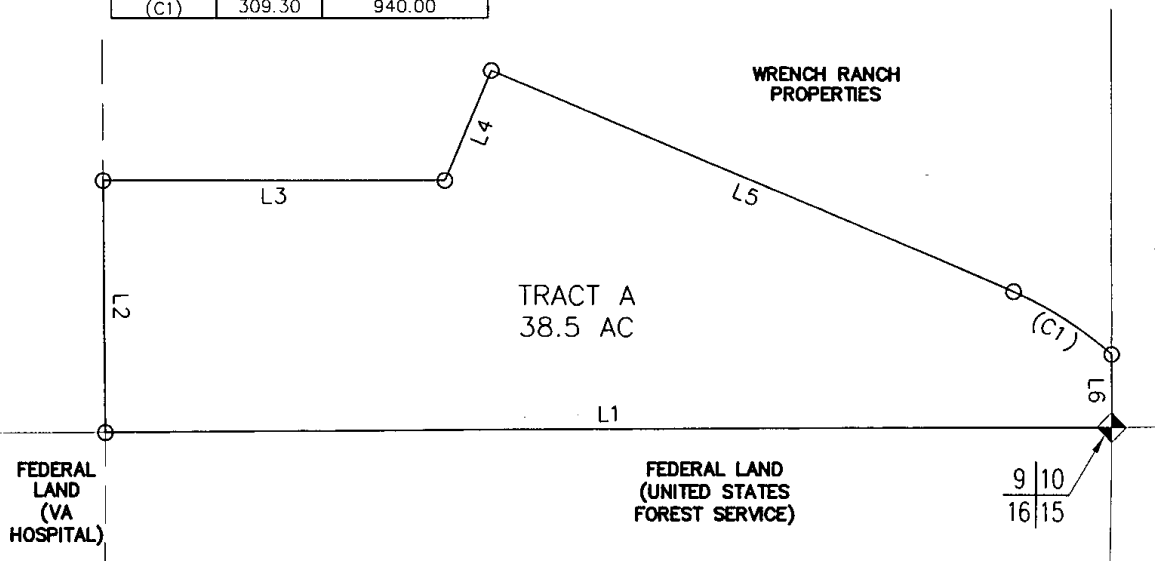 (C1) 309.30 940.00
WRENCH RANCH
PROPERTIES
L4
L3
L5
L2
TRACT A
38.5 AC
(C1)
L6
L1
FEDERAL
LAND
(VA
HOSPITAL)
FEDERAL LAND
(UNITED STATES
FOREST SERVICE)
9 10
16 15